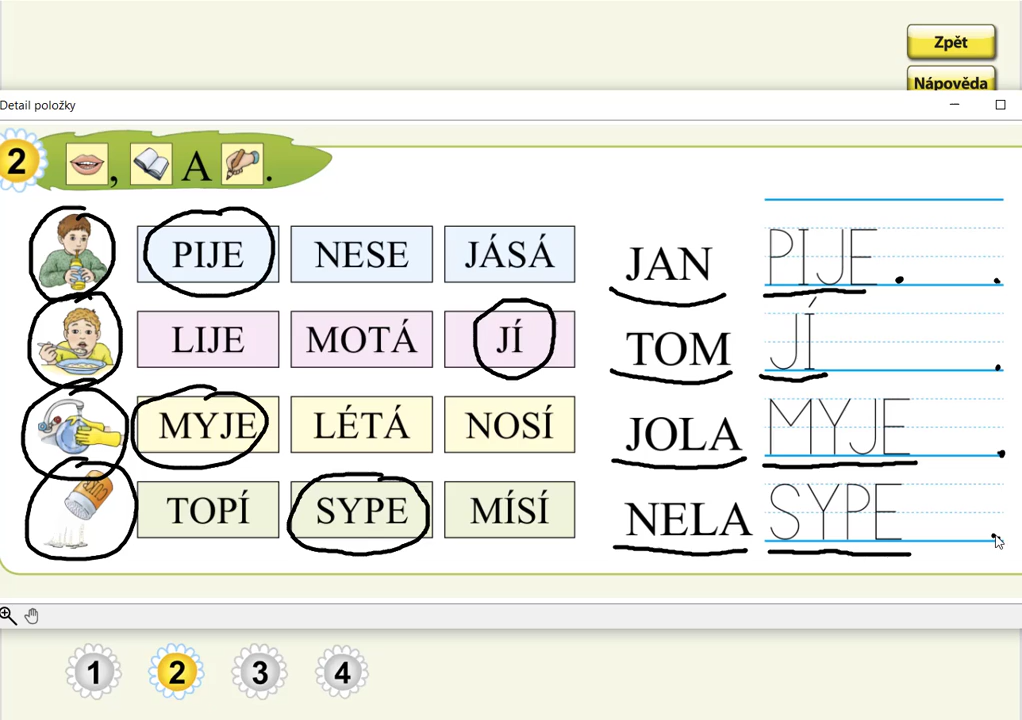 Zpět
Nápověda
Detail položky
2 , A .
PIJE NESE JÁSÁ JAN PIJE . .
LIJE MOTÁ JÍ TOM JÍ .
MYJE LÉTÁ NOSÍ JOLA MYJE .
TOPÍ SYPE MÍSÍ NELA SYPE .
1 2 3 4